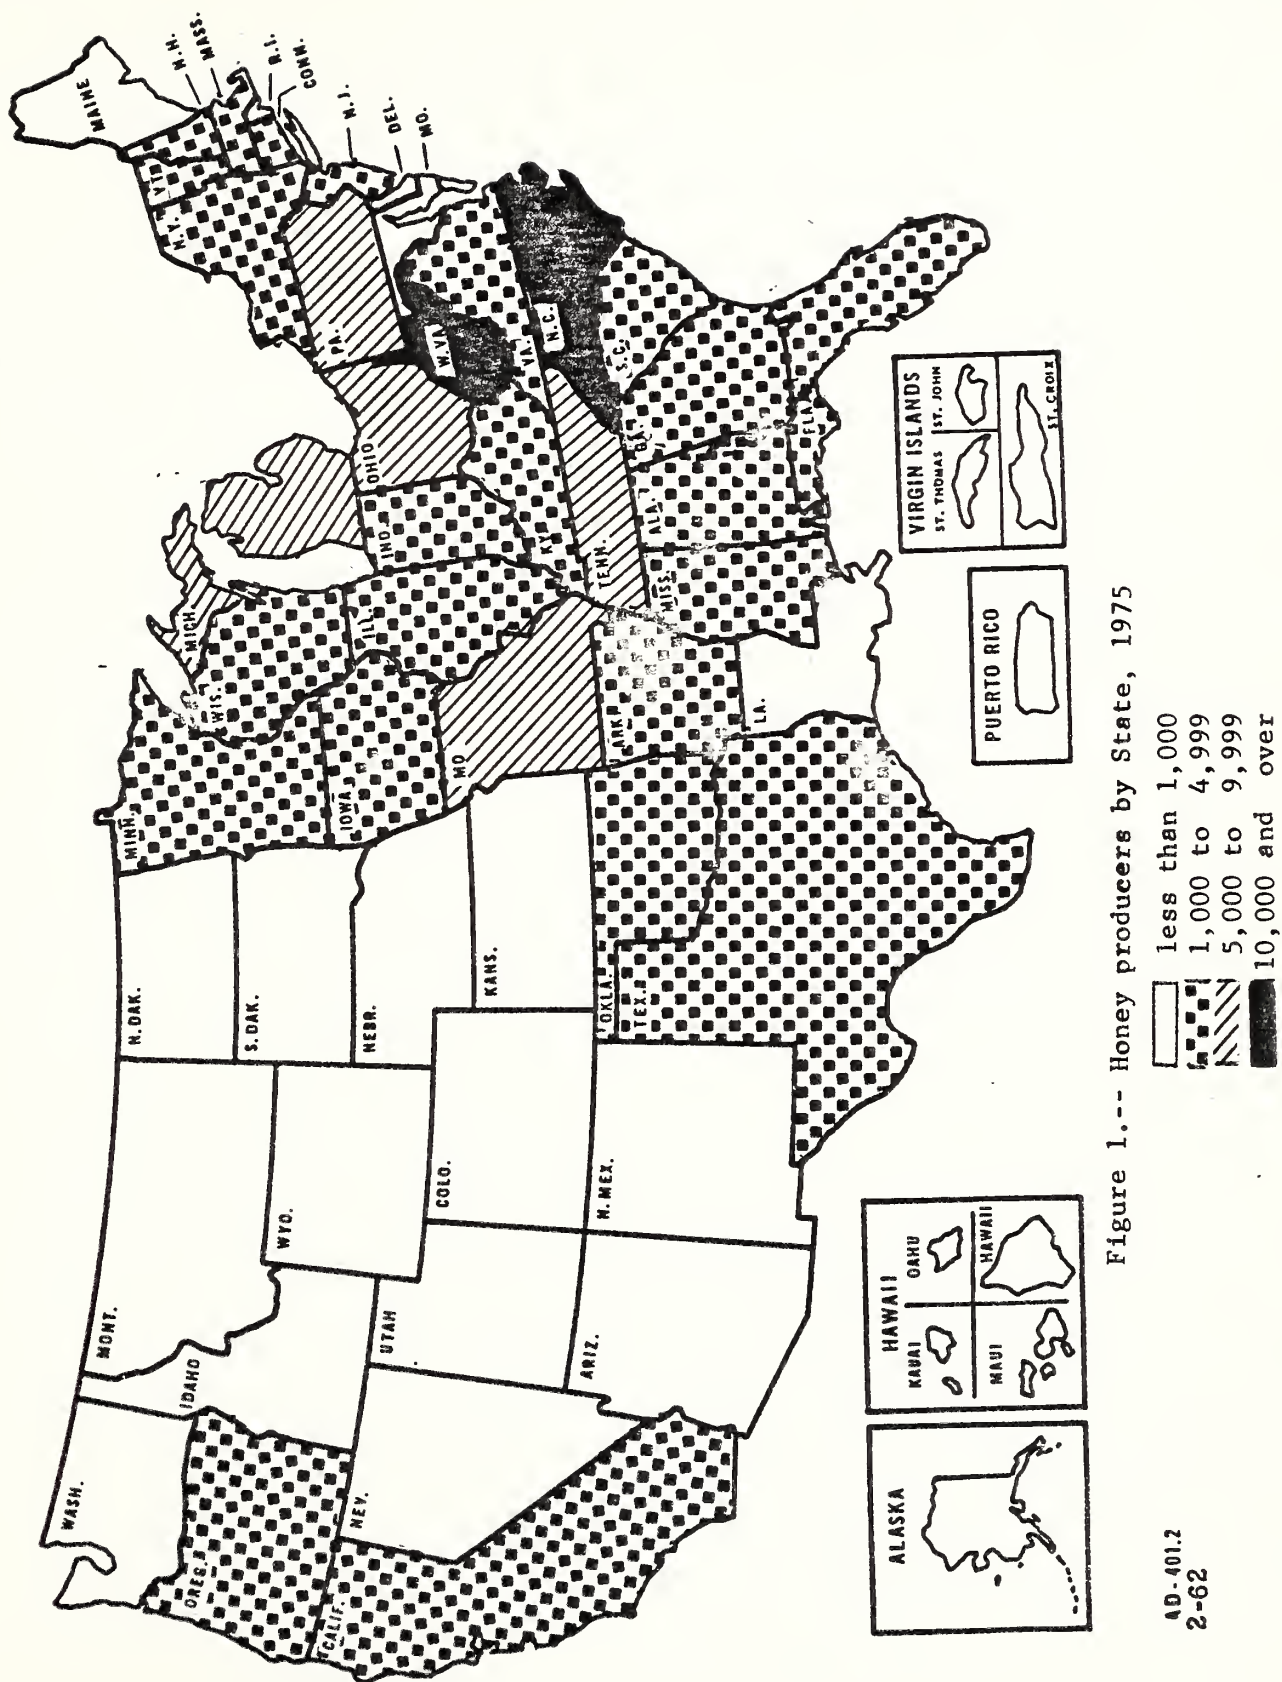 MAINE
N.H.
MASS.
R.I.
CONN.
N.J.
DEL.
MD.
VT.
N.Y.
PA.
W.VA.
VA.
N.C.
S.C.
GA.
FLA.
OHIO
IND.
KY.
TENN.
ALA.
MISS.
MICH.
WIS.
ILL.
MINN.
IOWA
MO.
ARK.
LA.
N. DAK.
S. DAK.
NEBR.
KANS.
OKLA.
TEX.
MONT.
WYO.
COLO.
N. MEX.
IDAHO
UTAH
ARIZ.
WASH.
OREG.
NEV.
CALIF.
ALASKA
HAWAII
KAUAI
OAHU
MAUI
HAWAII
PUERTO RICO
VIRGIN ISLANDS
ST. THOMAS
ST. JOHN
ST. CROIX
Figure 1.-- Honey producers by State, 1975
less than 1,000
1,000 to 4,999
5,000 to 9,999
10,000 and over
AD-401.2
2-62